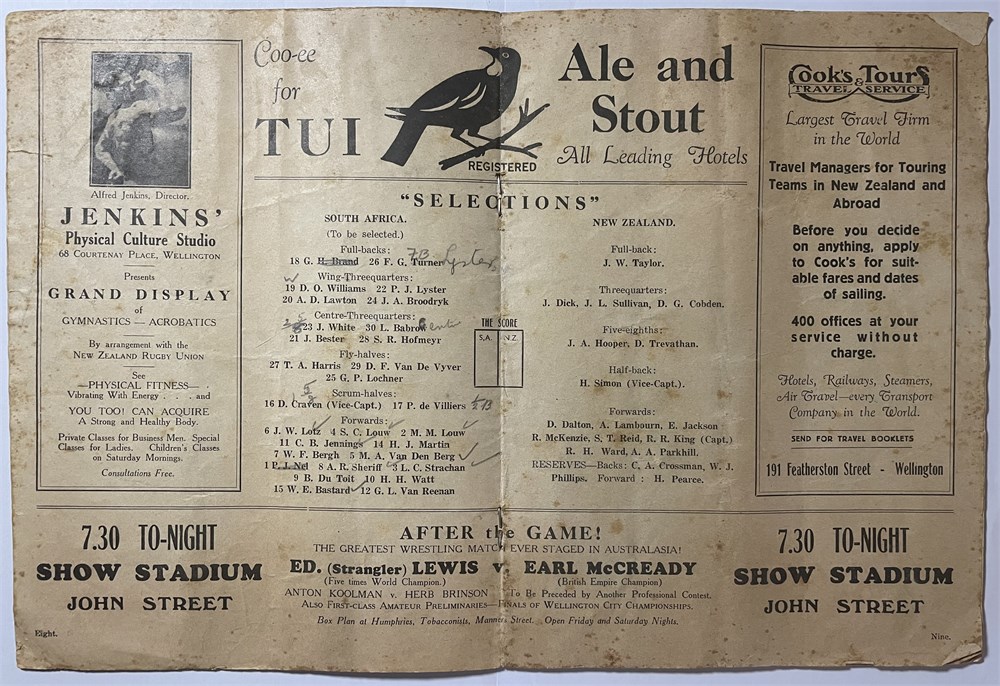 Coo-ee
for
TUI
REGISTERED
Ale and
Stout
All Leading Hotels
Alfred Jenkins, Director.
JENKINS'
Physical Culture Studio
68 COURTENAY PLACE, WELLINGTON
Presents
GRAND DISPLAY
of
GYMNASTICS — ACROBATICS
By arrangement with the
NEW ZEALAND RUGBY UNION
See
—PHYSICAL FITNESS—
Vibrating With Energy . . . and
YOU TOO! CAN ACQUIRE
A Strong and Healthy Body.
Private Classes for Business Men. Special
Classes for Ladies. Children's Classes
on Saturday Mornings.
Consultations Free.
"SELECTIONS"
SOUTH AFRICA.
(To be selected.)
Full-backs: FB
18 G. H. Brand 26 F. G. Turner Lyster
Wing-Threequarters:
19 D. O. Williams 22 P. J. Lyster
20 A. D. Lawton 24 J. A. Broodryk
Centre-Threequarters:
23 J. White 30 L. Babrow Cent
21 J. Bester 28 S. R. Hofmeyr
Fly-halves:
27 T. A. Harris 29 D. F. Van De Vyver
25 G. P. Lochner
Scrum-halves:
16 D. Craven (Vice-Capt.) 17 P. de Villiers
Forwards:
6 J. W. Lotz 4 S. C. Louw 2 M. M. Louw
11 C. B. Jennings 14 H. J. Martin
7 W. F. Bergh 5 M. A. Van Den Berg
1 P. J. Nel 8 A. R. Sheriff 3 L. C. Strachan
9 B. Du Toit 10 H. H. Watt
15 W. E. Bastard 12 G. L. Van Reenan
THE SCORE
S.A. N.Z.
NEW ZEALAND.
Full-back:
J. W. Taylor.
Threequarters:
J. Dick, J. L. Sullivan, D. G. Cobden.
Five-eighths:
J. A. Hooper, D. Trevathan.
Half-back:
H. Simon (Vice-Capt.).
Forwards:
D. Dalton, A. Lambourn, E. Jackson
R. McKenzie, S. T. Reid, R. R. King (Capt.)
R. H. Ward, A. A. Parkhill.
RESERVES—Backs: C. A. Crossman, W. J.
Phillips. Forward: H. Pearce.
Cook's Tours
& TRAVEL SERVICE
Largest Travel Firm
in the World
Travel Managers for Touring
Teams in New Zealand and
Abroad
Before you decide
on anything, apply
to Cook's for suit-
able fares and dates
of sailing.
400 offices at your
service without
charge.
Hotels, Railways, Steamers,
Air Travel—every Transport
Company in the World.
SEND FOR TRAVEL BOOKLETS
191 Featherston Street - Wellington
7.30 TO-NIGHT
SHOW STADIUM
JOHN STREET
AFTER the GAME!
THE GREATEST WRESTLING MATCH EVER STAGED IN AUSTRALASIA!
ED. (Strangler) LEWIS v. EARL McCREADY
(Five times World Champion.) (British Empire Champion)
ANTON KOOLMAN v. HERB BRINSON To Be Preceded by Another Professional Contest.
ALSO FIRST-CLASS AMATEUR PRELIMINARIES—FINALS OF WELLINGTON CITY CHAMPIONSHIPS.
Box Plan at Humphries, Tobacconists, Manners Street. Open Friday and Saturday Nights.
7.30 TO-NIGHT
SHOW STADIUM
JOHN STREET
Eight.
Nine.